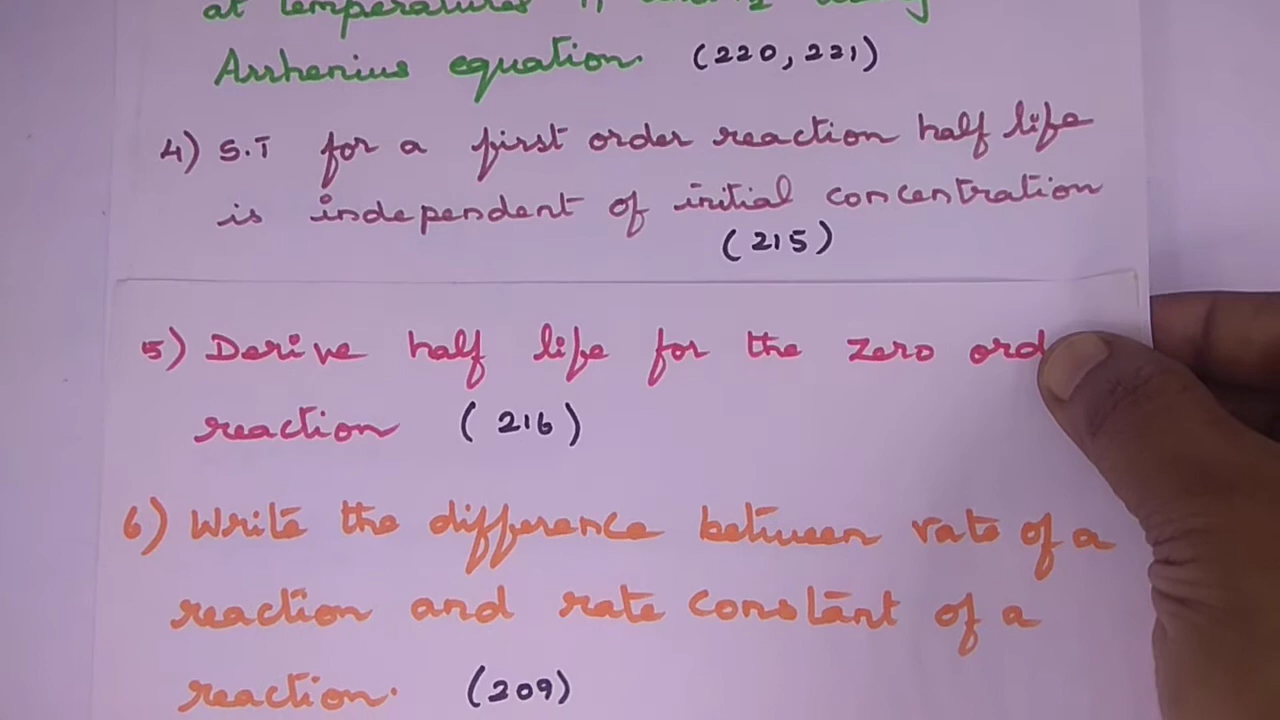 at temperatures
Arrhenius equation. (220, 221)
4) S.T for a first order reaction half life
is independent of initial concentration
(215)
5) Derive half life for the zero ord
reaction (216)
6) Write the difference between rate of a
reaction and rate constant of a
reaction. (209)